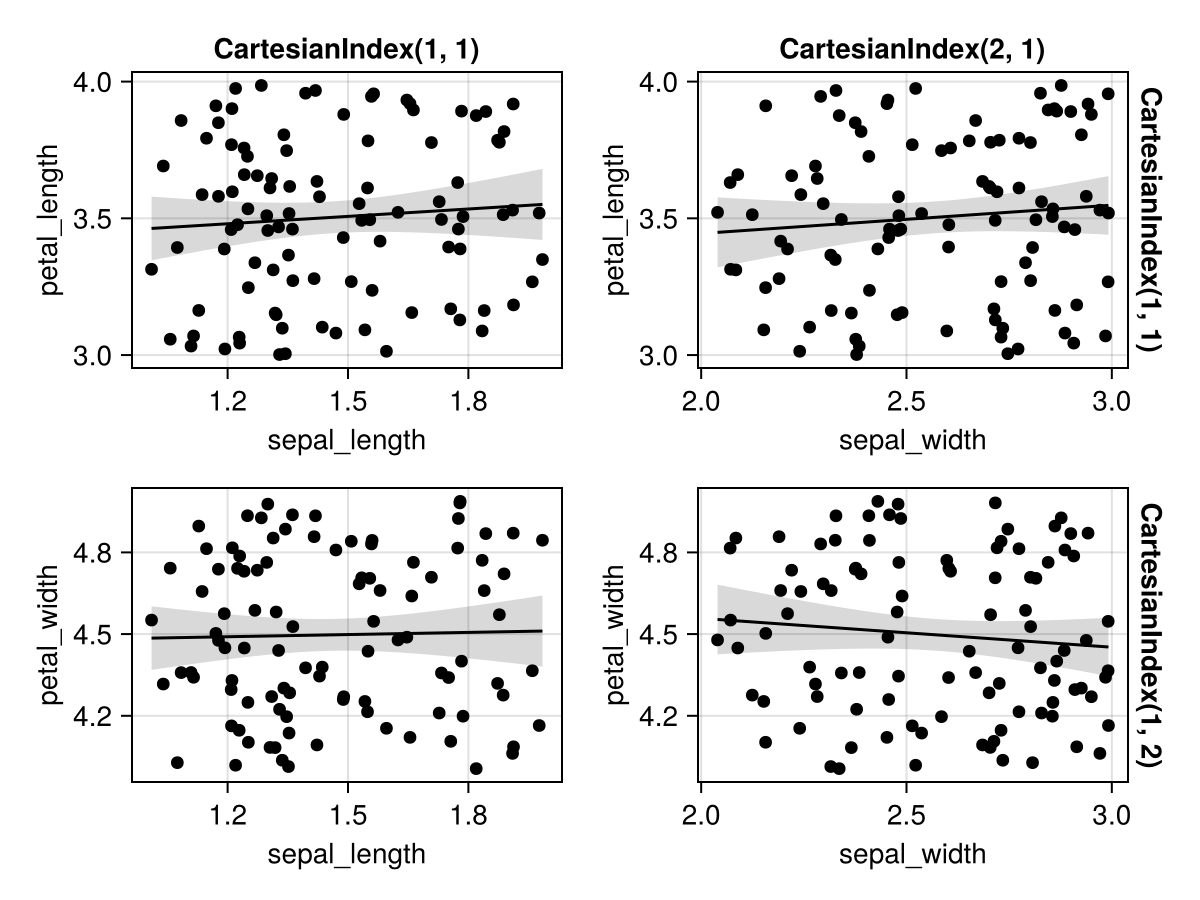 CartesianIndex(1, 1)
CartesianIndex(2, 1)
4.0
3.5
3.0
petal_length
1.2 1.5 1.8
sepal_length
4.0
3.5
3.0
petal_length
2.0 2.5 3.0
sepal_width
CartesianIndex(1, 1)
4.8
4.5
4.2
petal_width
1.2 1.5 1.8
sepal_length
4.8
4.5
4.2
petal_width
2.0 2.5 3.0
sepal_width
CartesianIndex(1, 2)